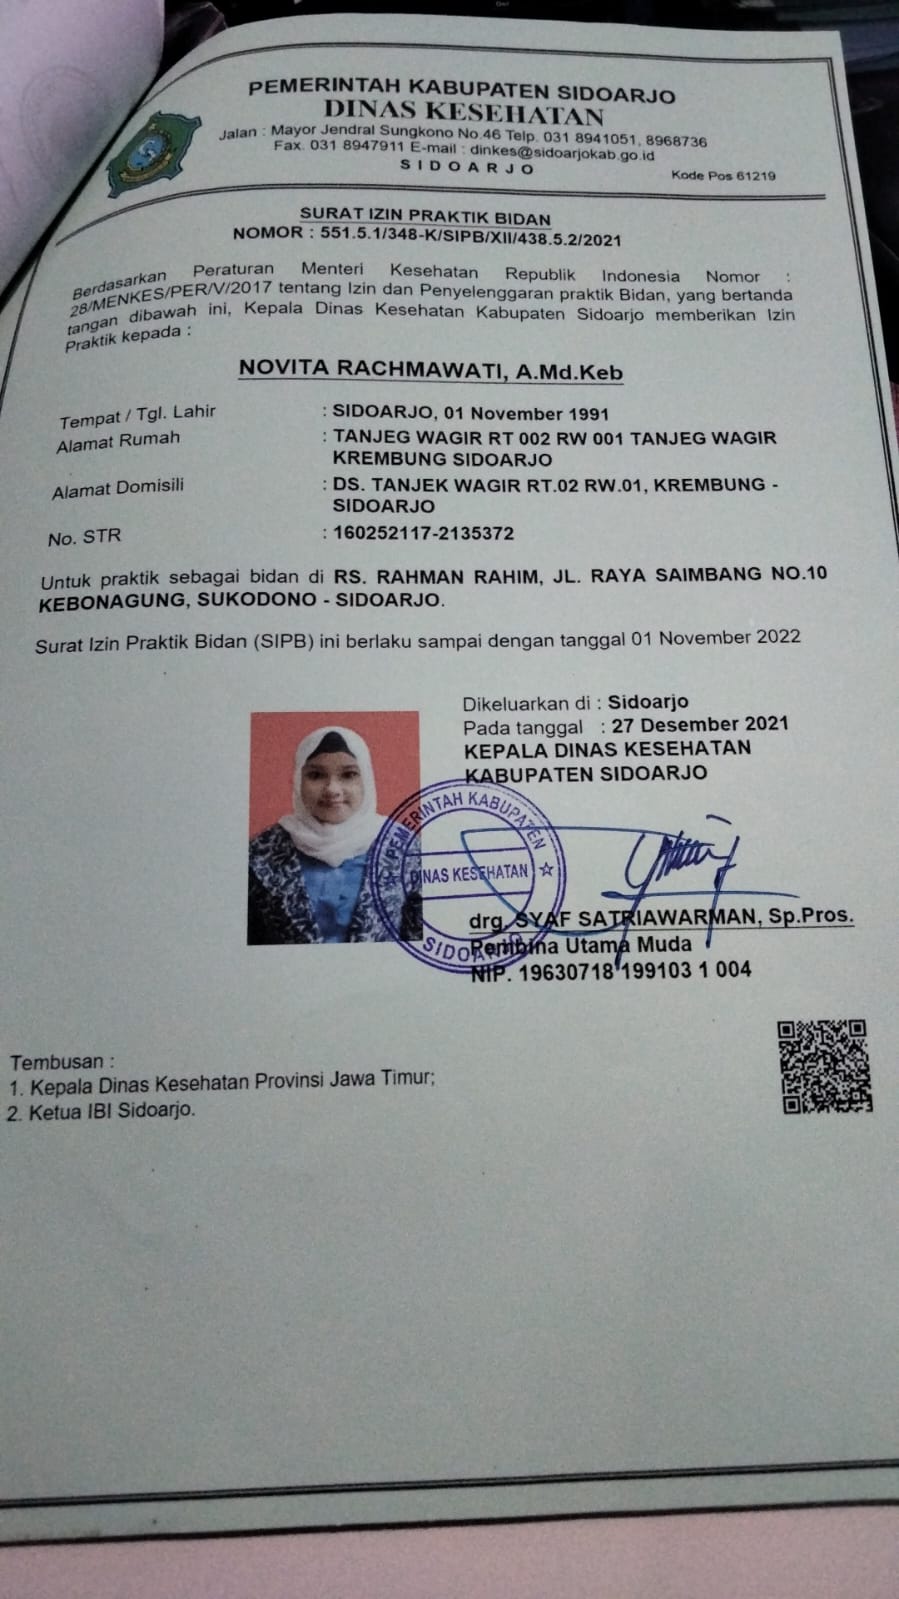 PEMERINTAH KABUPATEN SIDOARJO
DINAS KESEHATAN
Jalan : Mayor Jendral Sungkono No.46 Telp. 031 8941051, 8968736
Fax. 031 8947911 E-mail : dinkes@sidoarjokab.go.id
SIDOARJO
Kode Pos 61219
SURAT IZIN PRAKTIK BIDAN
NOMOR : 551.5.1/348-K/SIPB/XII/438.5.2/2021
Berdasarkan Peraturan Menteri Kesehatan Republik Indonesia Nomor :
28/MENKES/PER/V/2017 tentang Izin dan Penyelenggaran praktik Bidan, yang bertanda
tangan dibawah ini, Kepala Dinas Kesehatan Kabupaten Sidoarjo memberikan Izin
Praktik kepada :
NOVITA RACHMAWATI, A.Md.Keb
Tempat / Tgl. Lahir : SIDOARJO, 01 November 1991
Alamat Rumah : TANJEG WAGIR RT 002 RW 001 TANJEG WAGIR
KREMBUNG SIDOARJO
Alamat Domisili : DS. TANJEK WAGIR RT.02 RW.01, KREMBUNG -
SIDOARJO
No. STR : 160252117-2135372
Untuk praktik sebagai bidan di RS. RAHMAN RAHIM, JL. RAYA SAIMBANG NO.10
KEBONAGUNG, SUKODONO - SIDOARJO.
Surat Izin Praktik Bidan (SIPB) ini berlaku sampai dengan tanggal 01 November 2022
Dikeluarkan di : Sidoarjo
Pada tanggal : 27 Desember 2021
KEPALA DINAS KESEHATAN
KABUPATEN SIDOARJO
PEMERINTAH KABUPATEN
DINAS KESEHATAN
SIDOARJO
drg. SYAF SATRIAWARMAN, Sp.Pros.
Pembina Utama Muda
NIP. 19630718 199103 1 004
Tembusan :
1. Kepala Dinas Kesehatan Provinsi Jawa Timur;
2. Ketua IBI Sidoarjo.